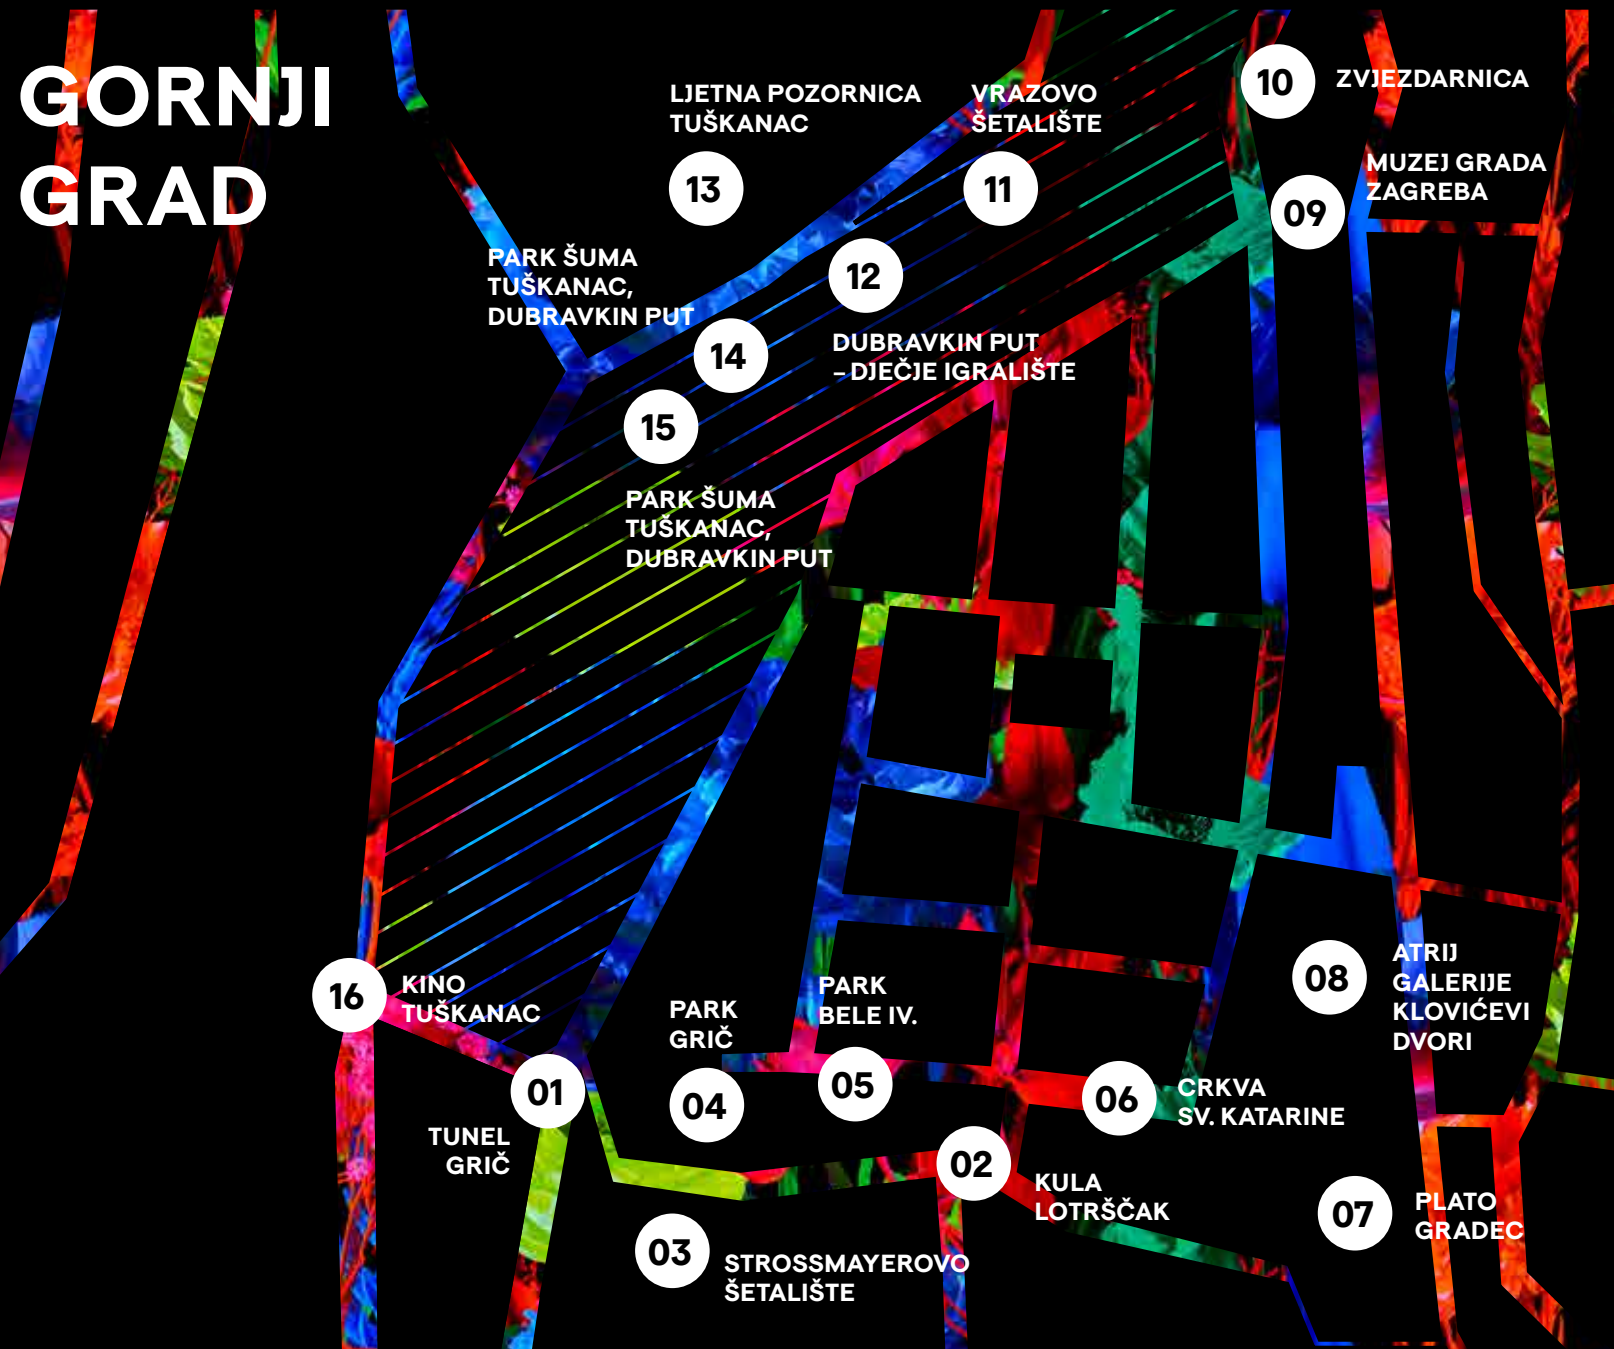 GORNJI
GRAD
10
ZVJEZDARNICA
LJETNA POZORNICA
TUŠKANAC
13
VRAZOVO
ŠETALIŠTE
11
MUZEJ GRADA
ZAGREBA
09
PARK ŠUMA
TUŠKANAC,
DUBRAVKIN PUT
14
12
DUBRAVKIN PUT
– DJEČJE IGRALIŠTE
15
PARK ŠUMA
TUŠKANAC,
DUBRAVKIN PUT
16
KINO
TUŠKANAC
01
TUNEL
GRIČ
PARK
GRIČ
04
PARK
BELE IV.
05
06
CRKVA
SV. KATARINE
08
ATRIJ
GALERIJE
KLOVIĆEVI
DVORI
02
KULA
LOTRŠČAK
03
STROSSMAYEROVO
ŠETALIŠTE
07
PLATO
GRADEC